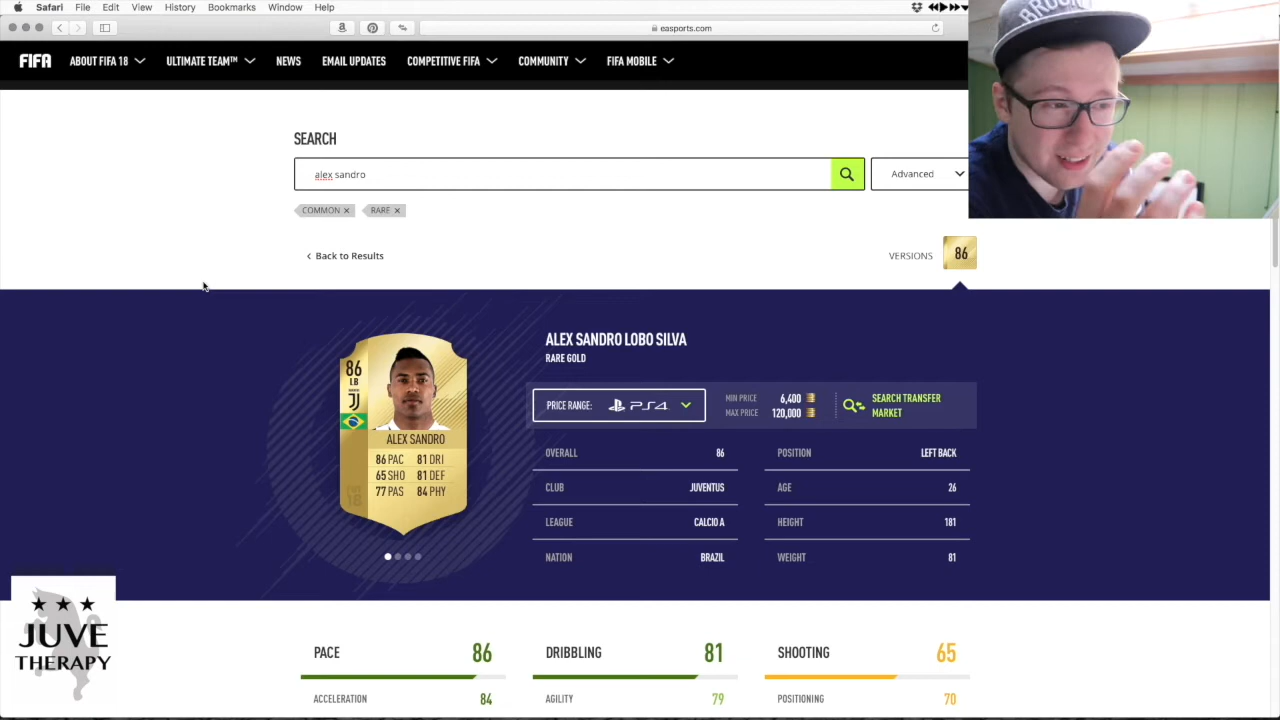 Safari File Edit View History Bookmarks Window Help
easports.com
FIFA ABOUT FIFA 18 ULTIMATE TEAM™ NEWS EMAIL UPDATES COMPETITIVE FIFA COMMUNITY FIFA MOBILE
SEARCH
alex sandro
Advanced
COMMON × RARE ×
‹ Back to Results
VERSIONS 86
ALEX SANDRO LOBO SILVA
RARE GOLD
86
LB
ALEX SANDRO
86 PAC 81 DRI
65 SHO 81 DEF
77 PAS 84 PHY
PRICE RANGE: PS4
MIN PRICE 6,400
MAX PRICE 120,000
SEARCH TRANSFER
MARKET
OVERALL 86 POSITION LEFT BACK
CLUB JUVENTUS AGE 26
LEAGUE CALCIO A HEIGHT 181
NATION BRAZIL WEIGHT 81
JUVE
THERAPY
PACE 86 DRIBBLING 81 SHOOTING 65
ACCELERATION 84 AGILITY 79 POSITIONING 70